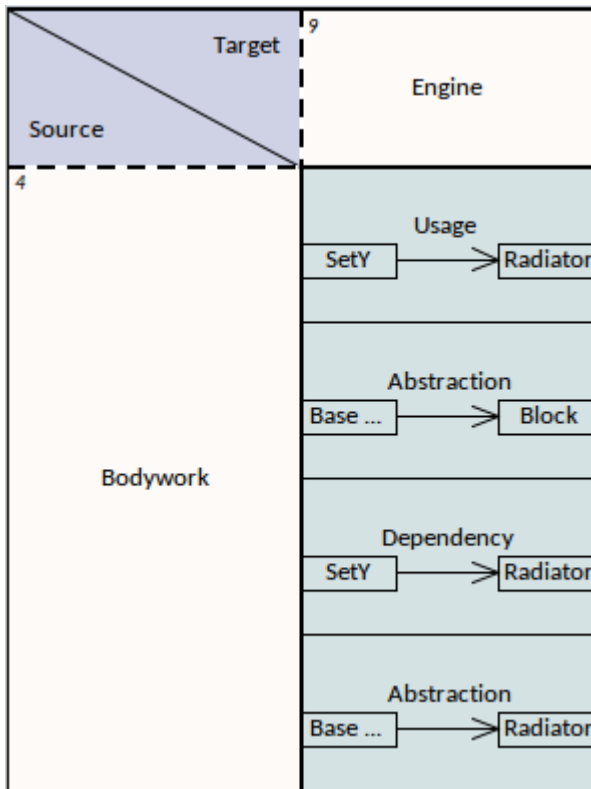 Target
Source
9
Engine
4
Bodywork
Usage
SetY Radiator
Abstraction
Base ... Block
Dependency
SetY Radiator
Abstraction
Base ... Radiator